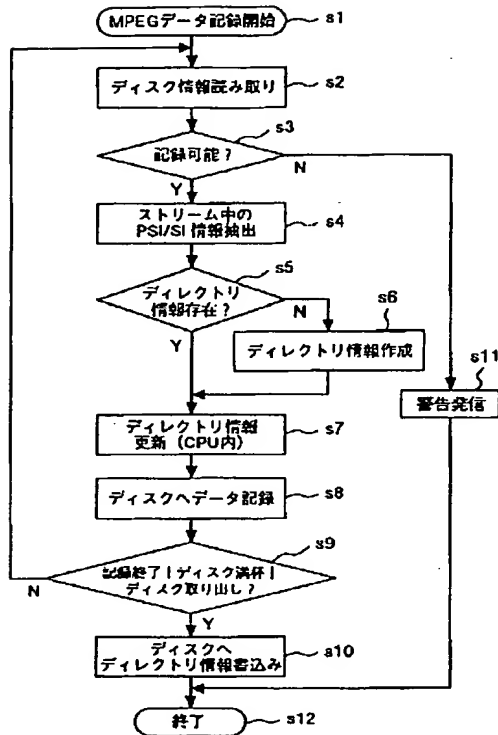 MPEGデータ記録開始 s1
ディスク情報読み取り s2
s3
記録可能？
N
Y
ストリーム中の
PSI/SI 情報抽出
s4
s5
ディレクトリ
情報存在？
N
Y
s6
ディレクトリ情報作成
s11
警告発信
ディレクトリ情報
更新（CPU内）
s7
ディスクへデータ記録 s8
s9
記録終了 | ディスク満杯 |
ディスク取り出し？
N
Y
ディスクへ
ディレクトリ情報書込み
s10
終了 s12